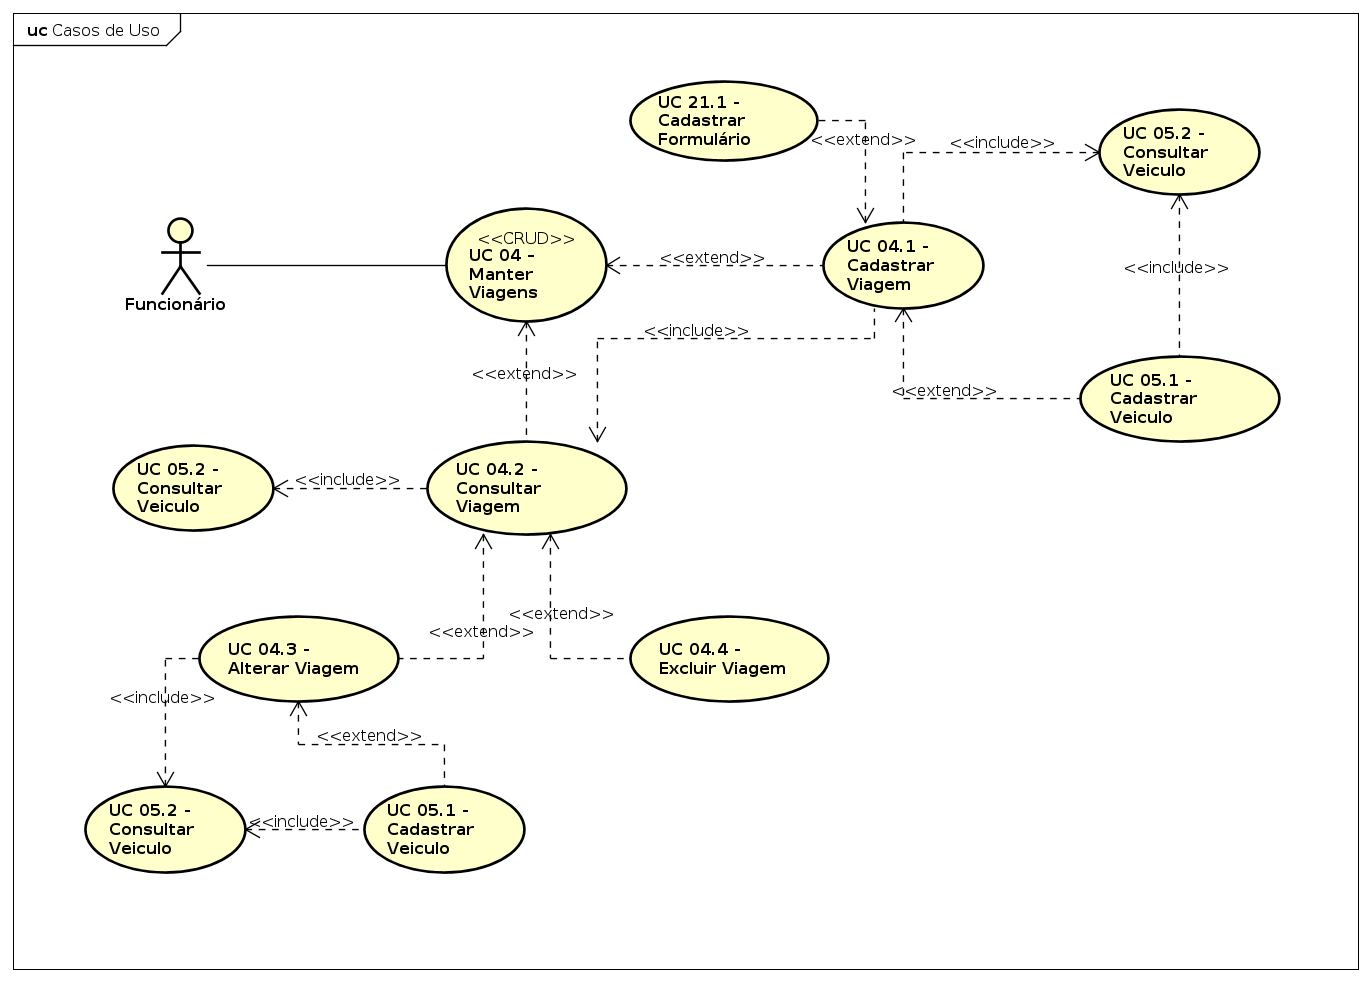 uc Casos de Uso
UC 21.1 -
Cadastrar
Formulário
<<extend>>
<<include>>
UC 05.2 -
Consultar
Veiculo
<<CRUD>>
UC 04 -
Manter
Viagens
<<extend>>
UC 04.1 -
Cadastrar
Viagem
<<include>>
Funcionário
<<include>>
<<extend>>
<<extend>>
UC 05.1 -
Cadastrar
Veiculo
UC 05.2 -
Consultar
Veiculo
<<include>>
UC 04.2 -
Consultar
Viagem
<<extend>>
<<extend>>
UC 04.3 -
Alterar Viagem
UC 04.4 -
Excluir Viagem
<<include>>
<<extend>>
UC 05.2 -
Consultar
Veiculo
<<include>>
UC 05.1 -
Cadastrar
Veiculo